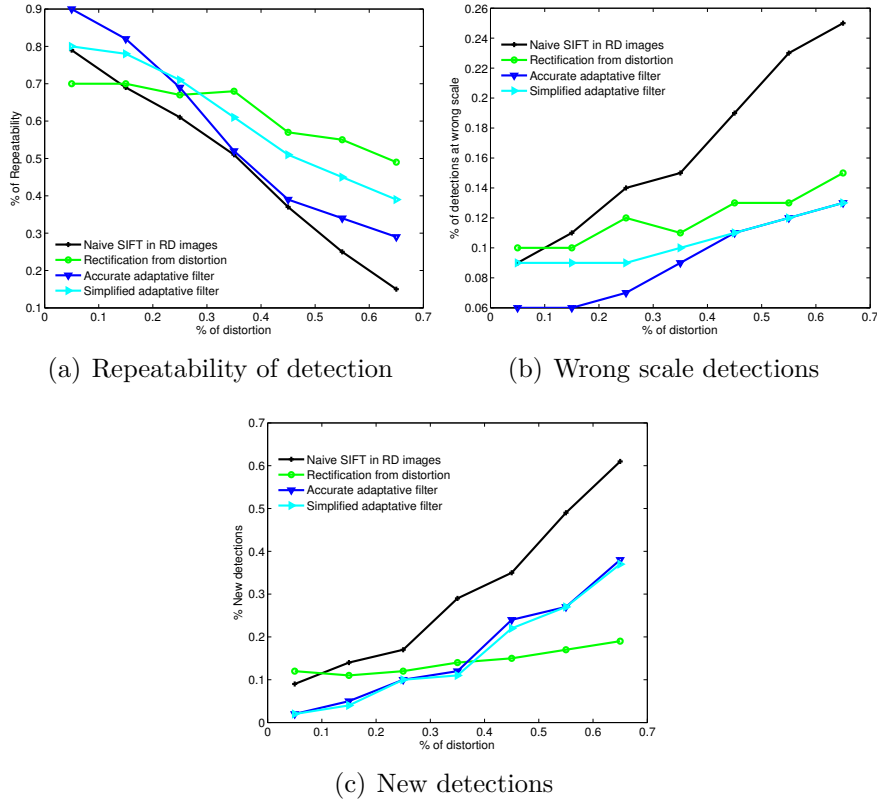 0.9
0.8
0.7
0.6
0.5
0.4
0.3
0.2
0.1
% of Repeatability
Naive SIFT in RD images
Rectification from distortion
Accurate adaptative filter
Simplified adaptative filter
0 0.1 0.2 0.3 0.4 0.5 0.6 0.7
% of distortion
(a) Repeatability of detection
0.26
0.24
0.22
0.2
0.18
0.16
0.14
0.12
0.1
0.08
0.06
% of detections at wrong scale
Naive SIFT in RD images
Rectification from distortion
Accurate adaptative filter
Simplified adaptative filter
0 0.1 0.2 0.3 0.4 0.5 0.6 0.7
% of distortion
(b) Wrong scale detections
0.7
0.6
0.5
0.4
0.3
0.2
0.1
0
% New detections
Naive SIFT in RD images
Rectification from distortion
Accurate adaptative filter
Simplified adaptative filter
0 0.1 0.2 0.3 0.4 0.5 0.6 0.7
% of distortion
(c) New detections